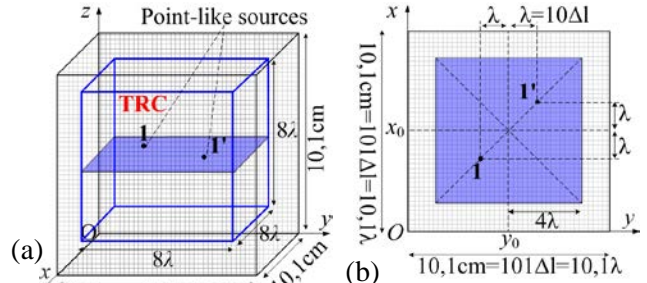 z
Point-like sources
TRC
1
1'
8λ
10,1cm
O
8λ
8λ
y
x
10,1cm
(a)
x
λ
λ=10Δl
10,1cm=101Δl=10,1λ
1'
λ
x₀
λ
1
4λ
O
y₀
y
(b)
10,1cm=101Δl=10,1λ